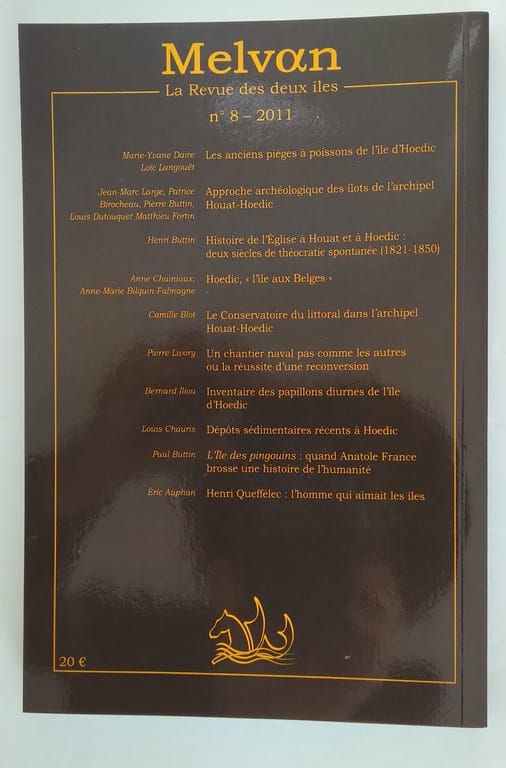 Melvan
La Revue des deux îles
n° 8 – 2011
Marie-Yvane Daire
Loïc Langouët
Les anciens pièges à poissons de l'île d'Hoedic
Jean-Marc Large, Patrice
Birocheau, Pierre Buttin,
Louis Dutouquet Matthieu Fortin
Approche archéologique des îlots de l'archipel
Houat-Hoedic
Henri Buttin
Histoire de l'Église à Houat et à Hoedic :
deux siècles de théocratie spontanée (1821-1850)
Anne Chainiaux,
Anne-Marie Bilquin-Falmagne
Hoedic, « l'île aux Belges »
Camille Blot
Le Conservatoire du littoral dans l'archipel
Houat-Hoedic
Pierre Livory
Un chantier naval pas comme les autres
ou la réussite d'une reconversion
Bernard Iliou
Inventaire des papillons diurnes de l'île
d'Hoedic
Louis Chauris
Dépôts sédimentaires récents à Hoedic
Paul Buttin
L'Île des pingouins : quand Anatole France
brosse une histoire de l'humanité
Éric Auphan
Henri Queffélec : l'homme qui aimait les îles
20 €